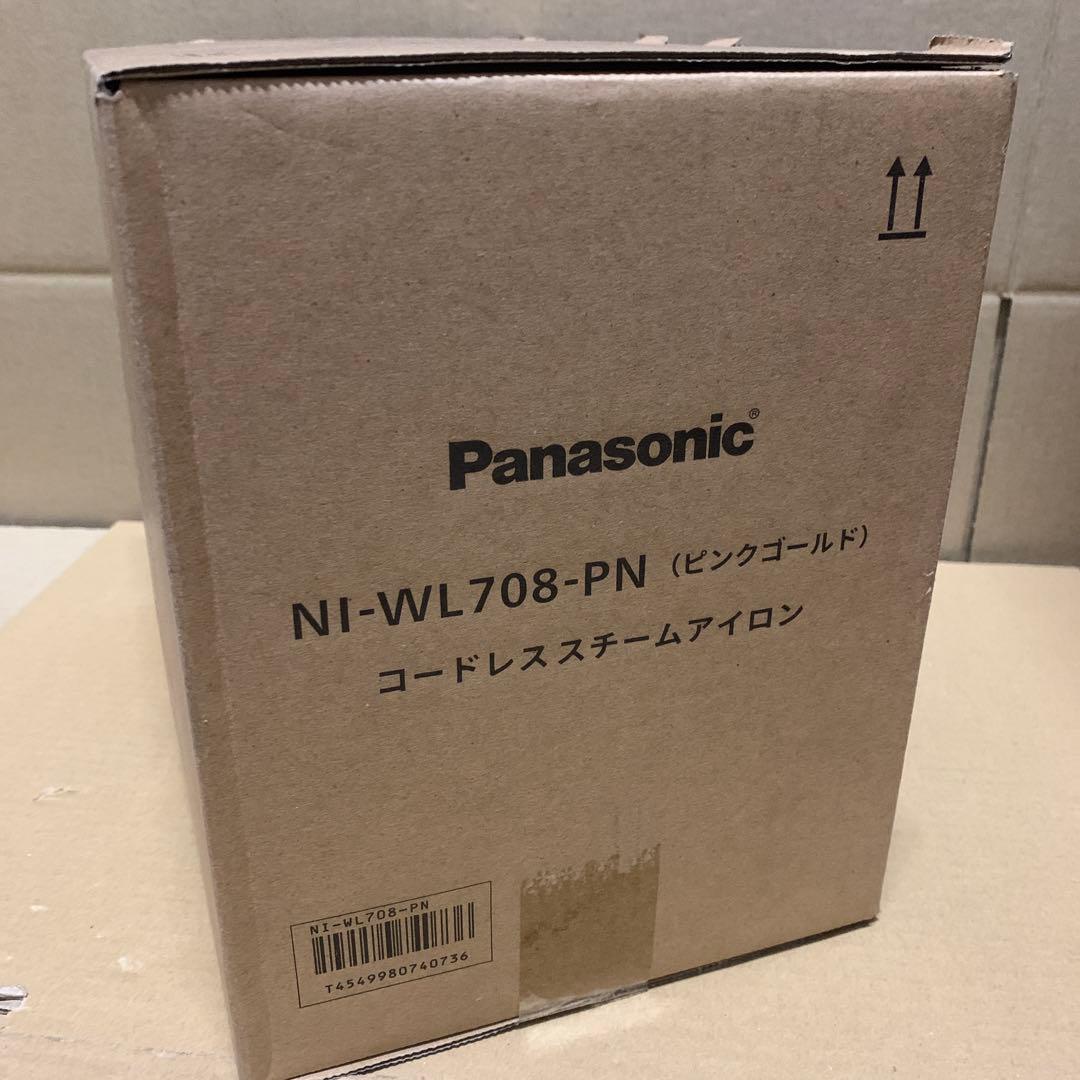 Panasonic®
NI-WL708-PN（ピンクゴールド）
コードレス スチームアイロン
NI-WL708-PN
T4549980740736